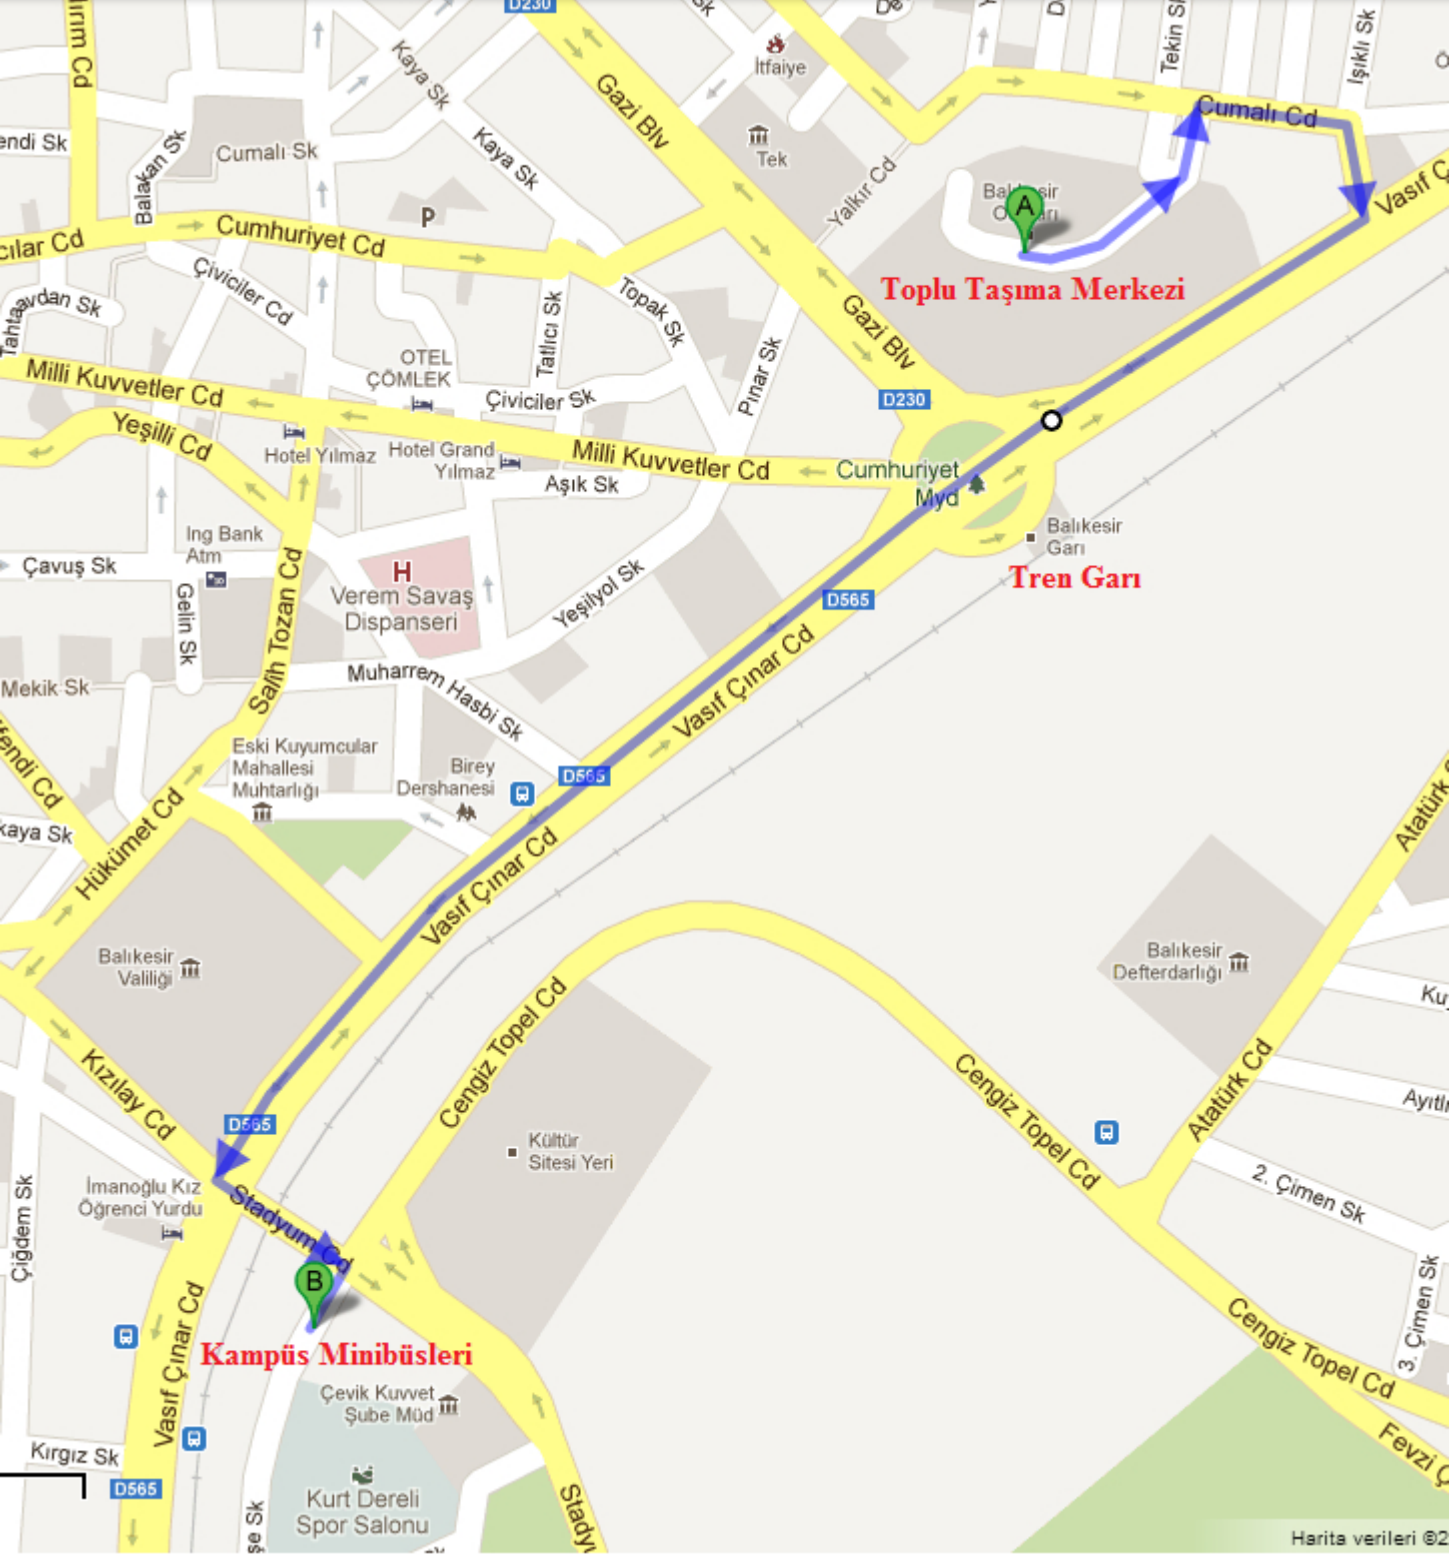 D230
Kaya Sk
Gazi Blv
İtfaiye
Tekin Sk
Işıklı Sk
Cumalı Cd
Cumalı Sk
Balakan Sk
Kaya Sk
Tek
Yalkır Cd
Vasıf Ç
P
Cumhuriyet Cd
A
Toplu Taşıma Merkezi
Çiviciler Cd
Topak Sk
Tatlıcı Sk
Gazi Blv
OTEL
ÇÖMLEK
Pınar Sk
Milli Kuvvetler Cd
Çiviciler Sk
D230
Yeşilli Cd
Hotel Yılmaz
Hotel Grand
Yılmaz
Milli Kuvvetler Cd
Cumhuriyet
Myd
Aşık Sk
Ing Bank
Atm
Balıkesir
Garı
Tren Garı
Çavuş Sk
H
Verem Savaş
Dispanseri
Yeşilyol Sk
D565
Gelin Sk
Salih Tozan Cd
Mekik Sk
Muharrem Hasbi Sk
Vasıf Çınar Cd
Eski Kuyumcular
Mahallesi
Muhtarlığı
Birey
Dershanesi
D565
Hükümet Cd
Vasıf Çınar Cd
Atatürk
Balıkesir
Valiliği
Balıkesir
Defterdarlığı
Cengiz Topel Cd
Kızılay Cd
Cengiz Topel Cd
Atatürk Cd
D565
Kültür
Sitesi Yeri
İmanoğlu Kız
Öğrenci Yurdu
Stadyum Cd
2. Çimen Sk
Çiğdem Sk
B
Kampüs Minibüsleri
Vasıf Çınar Cd
Cengiz Topel Cd
3. Çimen Sk
Çevik Kuvvet
Şube Müd
Kırgız Sk
D565
Fevzi Ç
Kurt Dereli
Spor Salonu
Stadyu
Harita verileri ©2